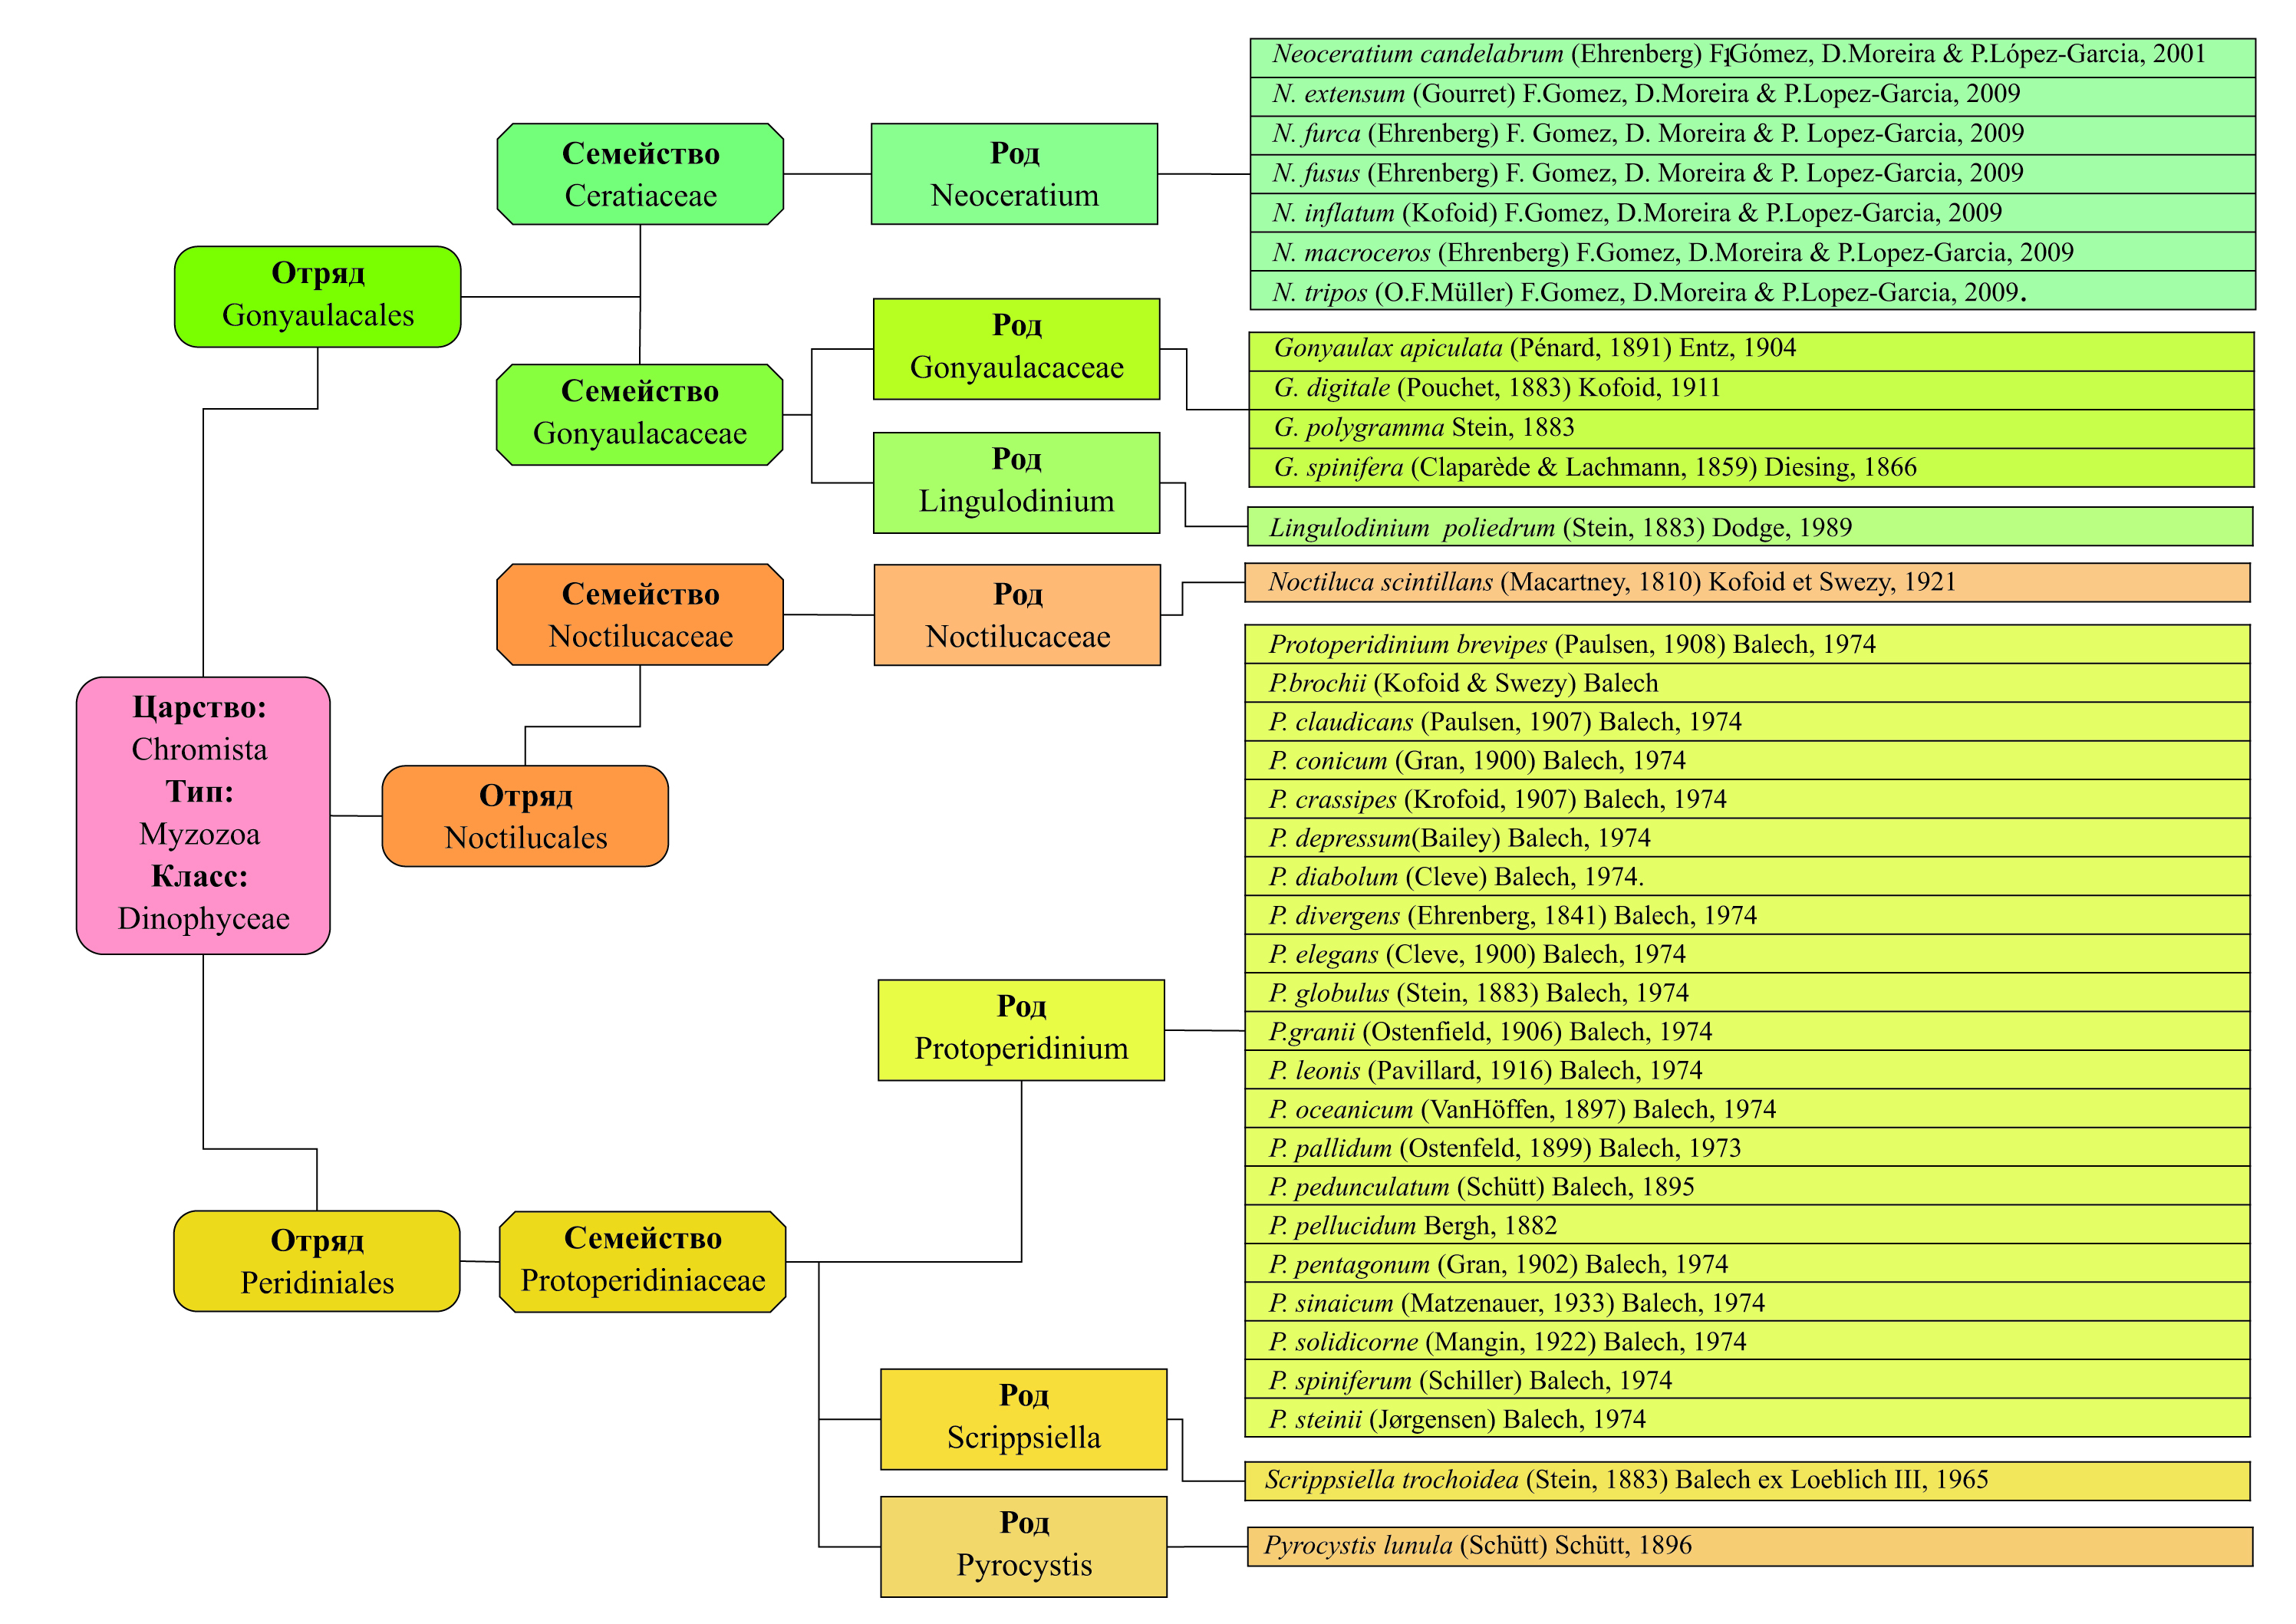 Царство:
Chromista
Тип:
Myzozoa
Класс:
Dinophyceae
Отряд
Gonyaulacales
Семейство
Ceratiaceae
Род
Neoceratium
Neoceratium candelabrum (Ehrenberg) F.Gómez, D.Moreira & P.López-Garcia, 2001
N. extensum (Gourret) F.Gomez, D.Moreira & P.Lopez-Garcia, 2009
N. furca (Ehrenberg) F. Gomez, D. Moreira & P. Lopez-Garcia, 2009
N. fusus (Ehrenberg) F. Gomez, D. Moreira & P. Lopez-Garcia, 2009
N. inflatum (Kofoid) F.Gomez, D.Moreira & P.Lopez-Garcia, 2009
N. macroceros (Ehrenberg) F.Gomez, D.Moreira & P.Lopez-Garcia, 2009
N. tripos (O.F.Müller) F.Gomez, D.Moreira & P.Lopez-Garcia, 2009.
Семейство
Gonyaulacaceae
Род
Gonyaulacaceae
Gonyaulax apiculata (Pénard, 1891) Entz, 1904
G. digitale (Pouchet, 1883) Kofoid, 1911
G. polygramma Stein, 1883
G. spinifera (Claparède & Lachmann, 1859) Diesing, 1866
Род
Lingulodinium
Lingulodinium poliedrum (Stein, 1883) Dodge, 1989
Отряд
Noctilucales
Семейство
Noctilucaceae
Род
Noctilucaceae
Noctiluca scintillans (Macartney, 1810) Kofoid et Swezy, 1921
Отряд
Peridiniales
Семейство
Protoperidiniaceae
Род
Protoperidinium
Protoperidinium brevipes (Paulsen, 1908) Balech, 1974
P.brochii (Kofoid & Swezy) Balech
P. claudicans (Paulsen, 1907) Balech, 1974
P. conicum (Gran, 1900) Balech, 1974
P. crassipes (Krofoid, 1907) Balech, 1974
P. depressum(Bailey) Balech, 1974
P. diabolum (Cleve) Balech, 1974.
P. divergens (Ehrenberg, 1841) Balech, 1974
P. elegans (Cleve, 1900) Balech, 1974
P. globulus (Stein, 1883) Balech, 1974
P.granii (Ostenfield, 1906) Balech, 1974
P. leonis (Pavillard, 1916) Balech, 1974
P. oceanicum (VanHöffen, 1897) Balech, 1974
P. pallidum (Ostenfeld, 1899) Balech, 1973
P. pedunculatum (Schütt) Balech, 1895
P. pellucidum Bergh, 1882
P. pentagonum (Gran, 1902) Balech, 1974
P. sinaicum (Matzenauer, 1933) Balech, 1974
P. solidicorne (Mangin, 1922) Balech, 1974
P. spiniferum (Schiller) Balech, 1974
P. steinii (Jørgensen) Balech, 1974
Род
Scrippsiella
Scrippsiella trochoidea (Stein, 1883) Balech ex Loeblich III, 1965
Род
Pyrocystis
Pyrocystis lunula (Schütt) Schütt, 1896